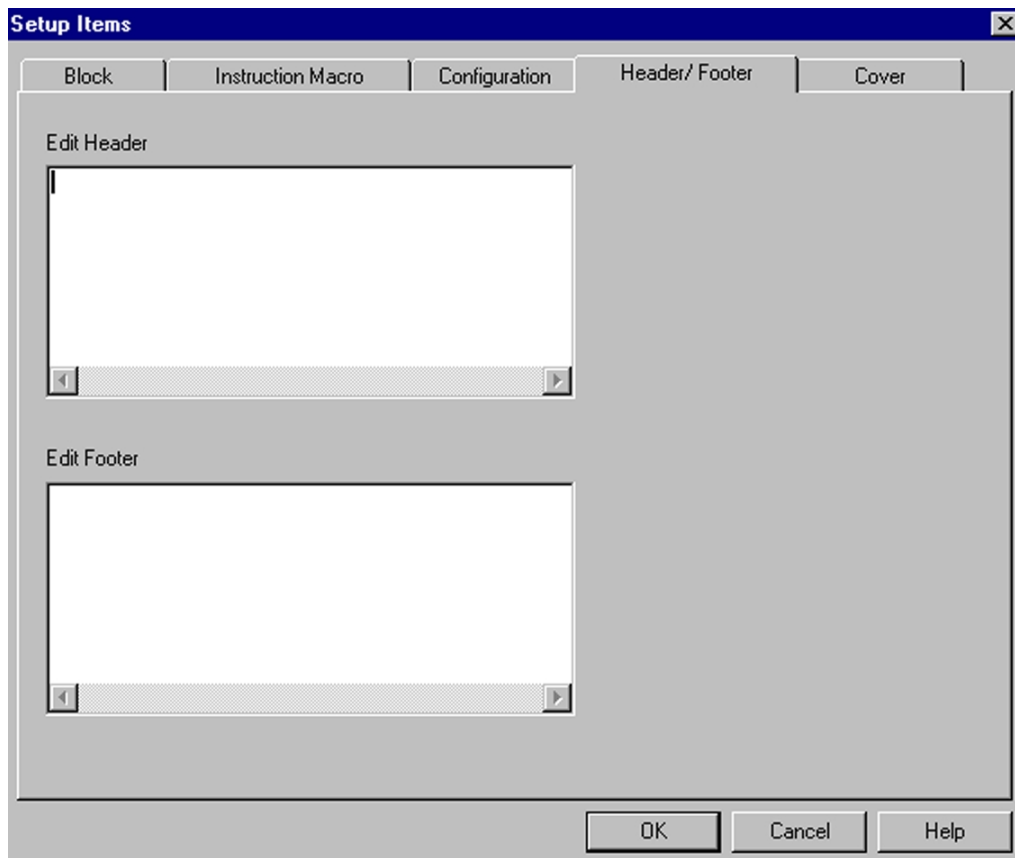 Setup Items
Block Instruction Macro Configuration Header/ Footer Cover
Edit Header
Edit Footer
OK Cancel Help